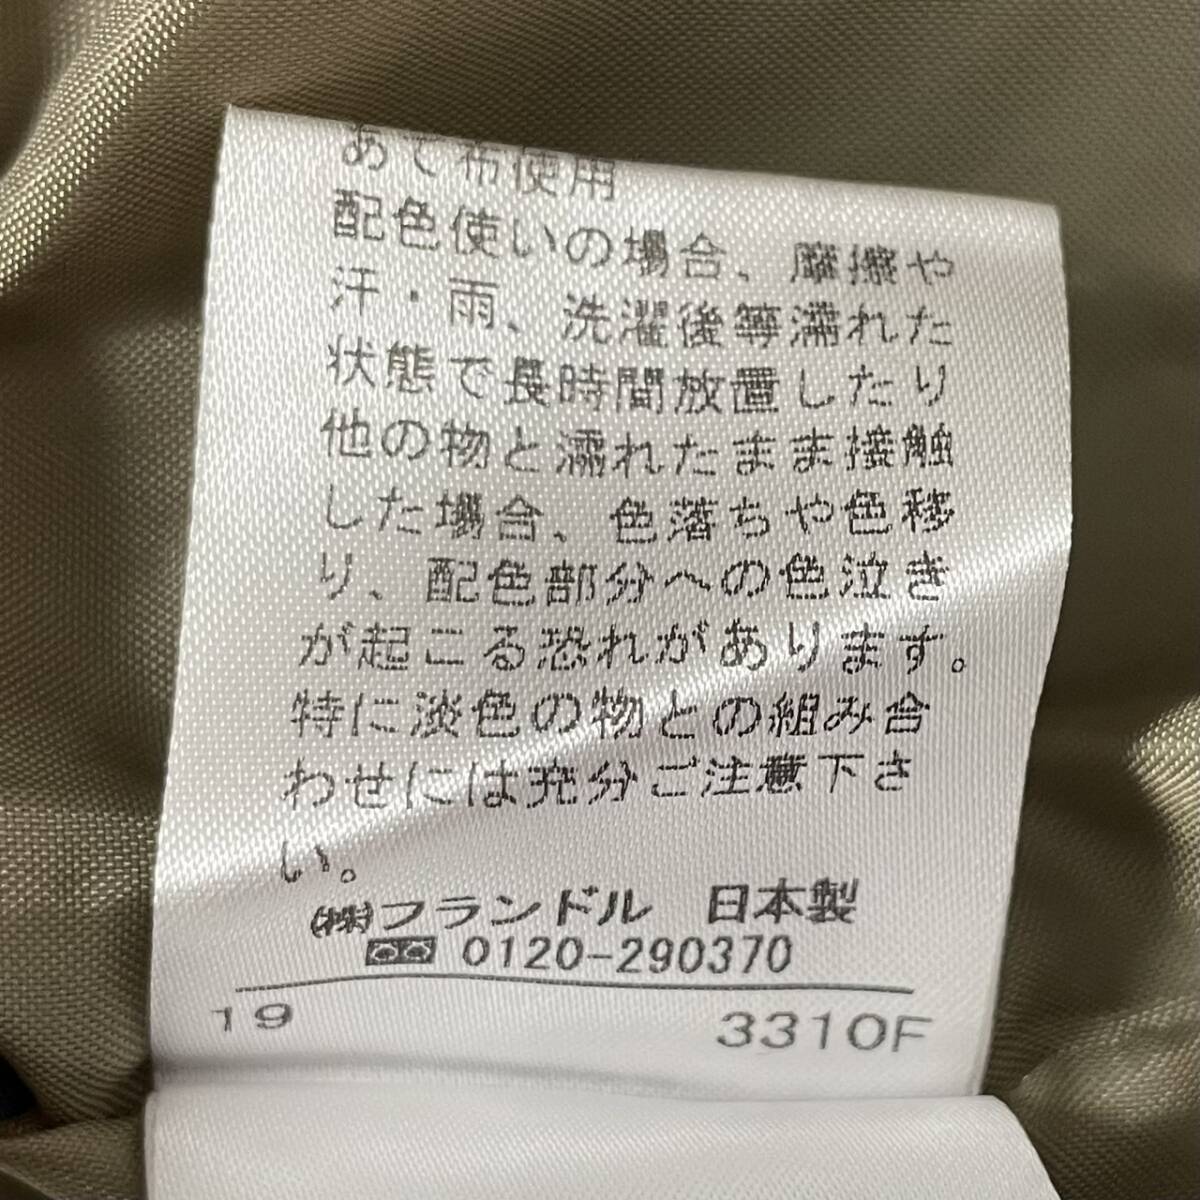 あて布使用
配色使いの場合、摩擦や
汗・雨、洗濯後等濡れた
状態で長時間放置したり
他の物と濡れたまま接触
した場合、色落ちや色移
り、配色部分への色泣き
が起こる恐れがあります。
特に淡色の物との組み合
わせには充分ご注意下さ
い。
㈱フランドル 日本製
0120-290370
19 3310F